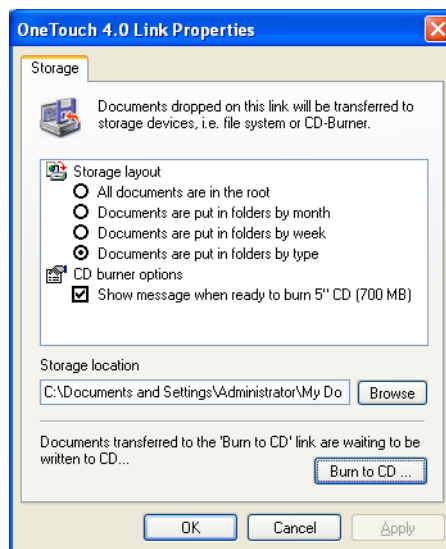 OneTouch 4.0 Link Properties
Storage
Documents dropped on this link will be transferred to
storage devices, i.e. file system or CD-Burner.
Storage layout
All documents are in the root
Documents are put in folders by month
Documents are put in folders by week
Documents are put in folders by type
CD burner options
Show message when ready to burn 5" CD (700 MB)
Storage location
C:\Documents and Settings\Administrator\My Do
Browse
Documents transferred to the 'Burn to CD' link are waiting to be
written to CD...
Burn to CD ...
OK
Cancel
Apply